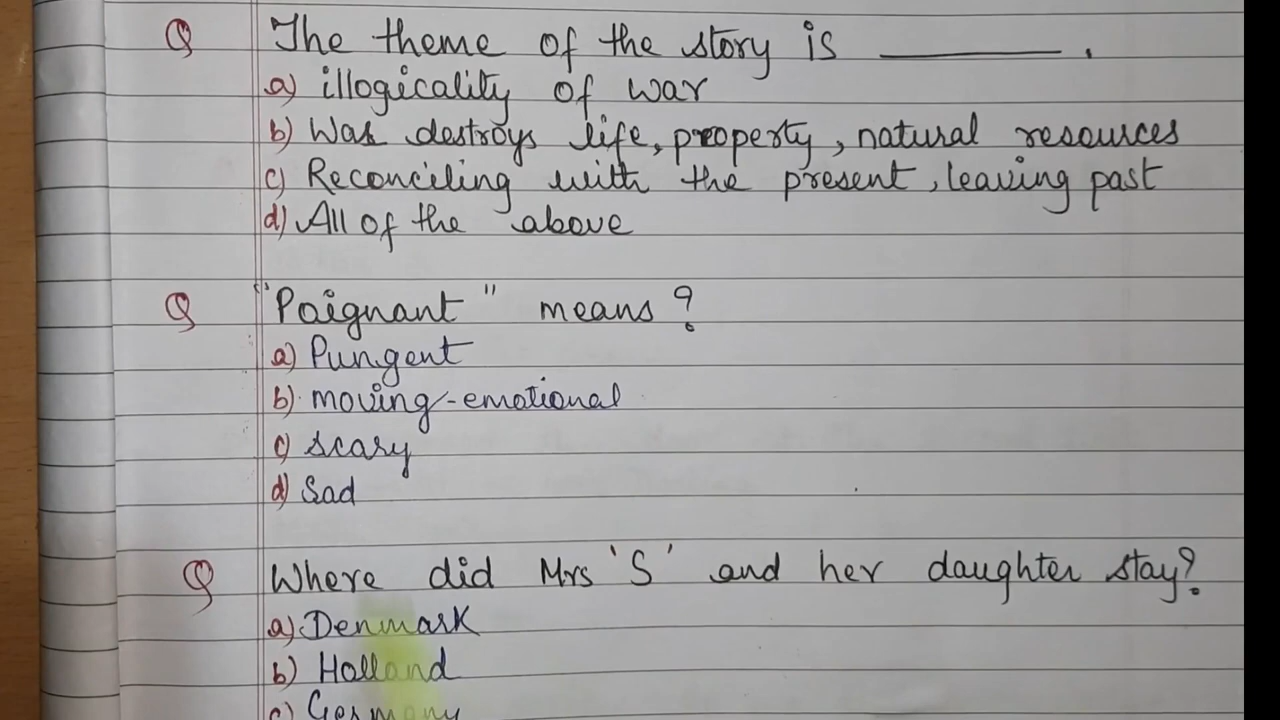 Q The theme of the story is ________ .
a) illogicality of war
b) War destroys life, property, natural resources
c) Reconciling with the present, leaving past
d) All of the above
Q "Poignant" means?
a) Pungent
b) moving-emotional
c) scary
d) Sad
Q Where did Mrs 'S' and her daughter stay?
a) Denmark
b) Holland
c) Germany